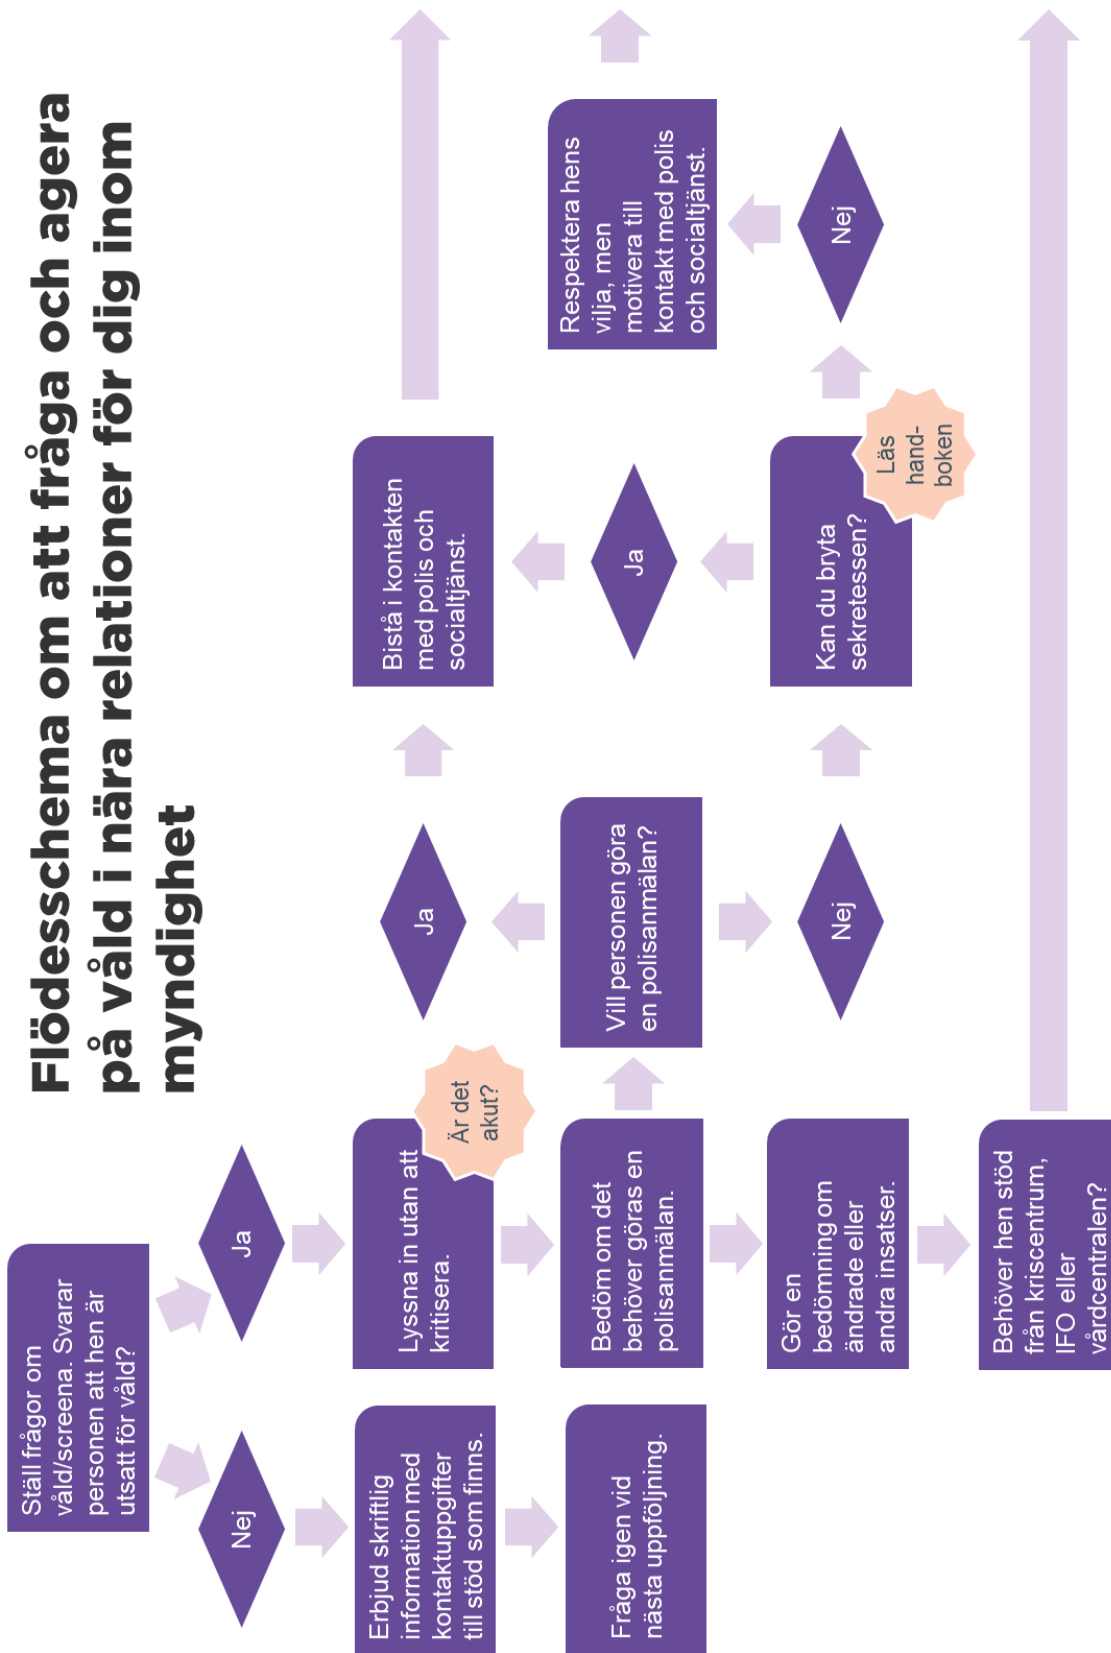 Flödesschema om att fråga och agera
på våld i nära relationer för dig inom
myndighet
Ställ frågor om
våld/screena. Svarar
personen att hen är
utsatt för våld?
Nej
Ja
Erbjud skriftlig
information med
kontaktuppgifter
till stöd som finns.
Fråga igen vid
nästa uppföljning.
Lyssna in utan att
kritisera.
Är det
akut?
Bedöm om det
behöver göras en
polisanmälan.
Gör en
bedömning om
ändrade eller
andra insatser.
Behöver hen stöd
från kriscentrum,
IFO eller
vårdcentralen?
Vill personen göra
en polisanmälan?
Ja
Nej
Bistå i kontakten
med polis och
socialtjänst.
Ja
Kan du bryta
sekretessen?
Läs
hand-
boken
Nej
Respektera hens
vilja, men
motivera till
kontakt med polis
och socialtjänst.